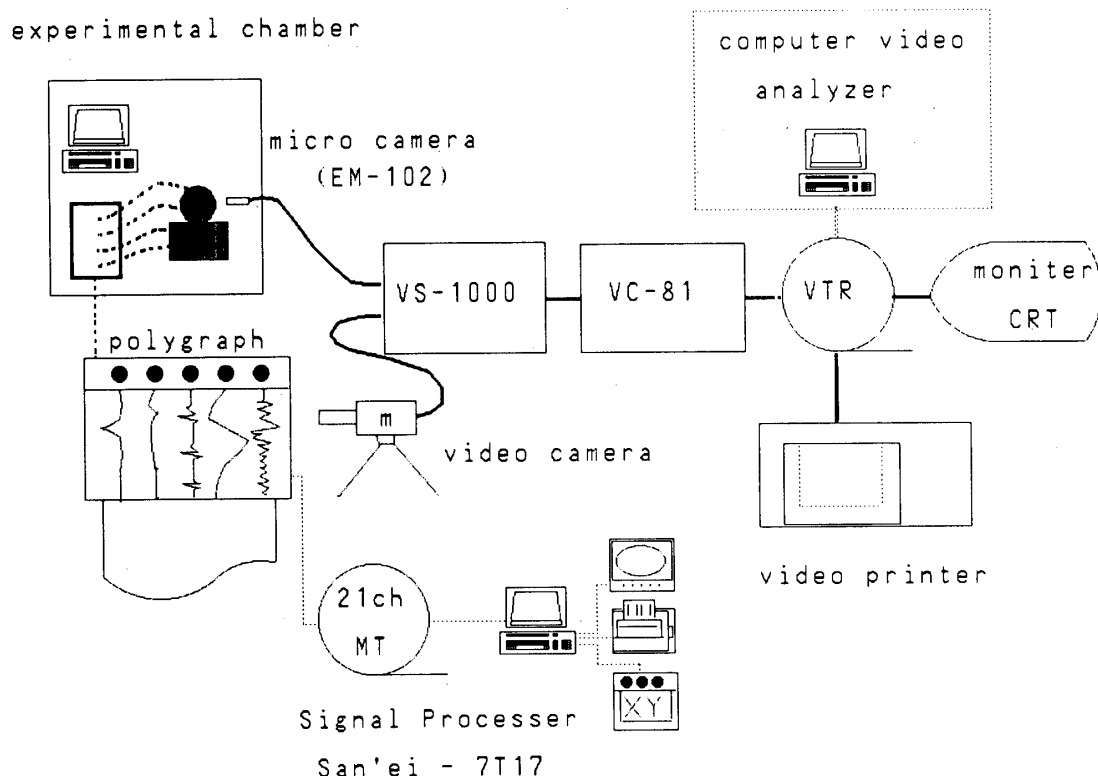 experimental chamber
computer video
analyzer
micro camera
(EM-102)
VS-1000
VC-81
VTR
moniter
CRT
polygraph
m
video camera
video printer
21ch
MT
XY
Signal Processer
San'ei - 7T17